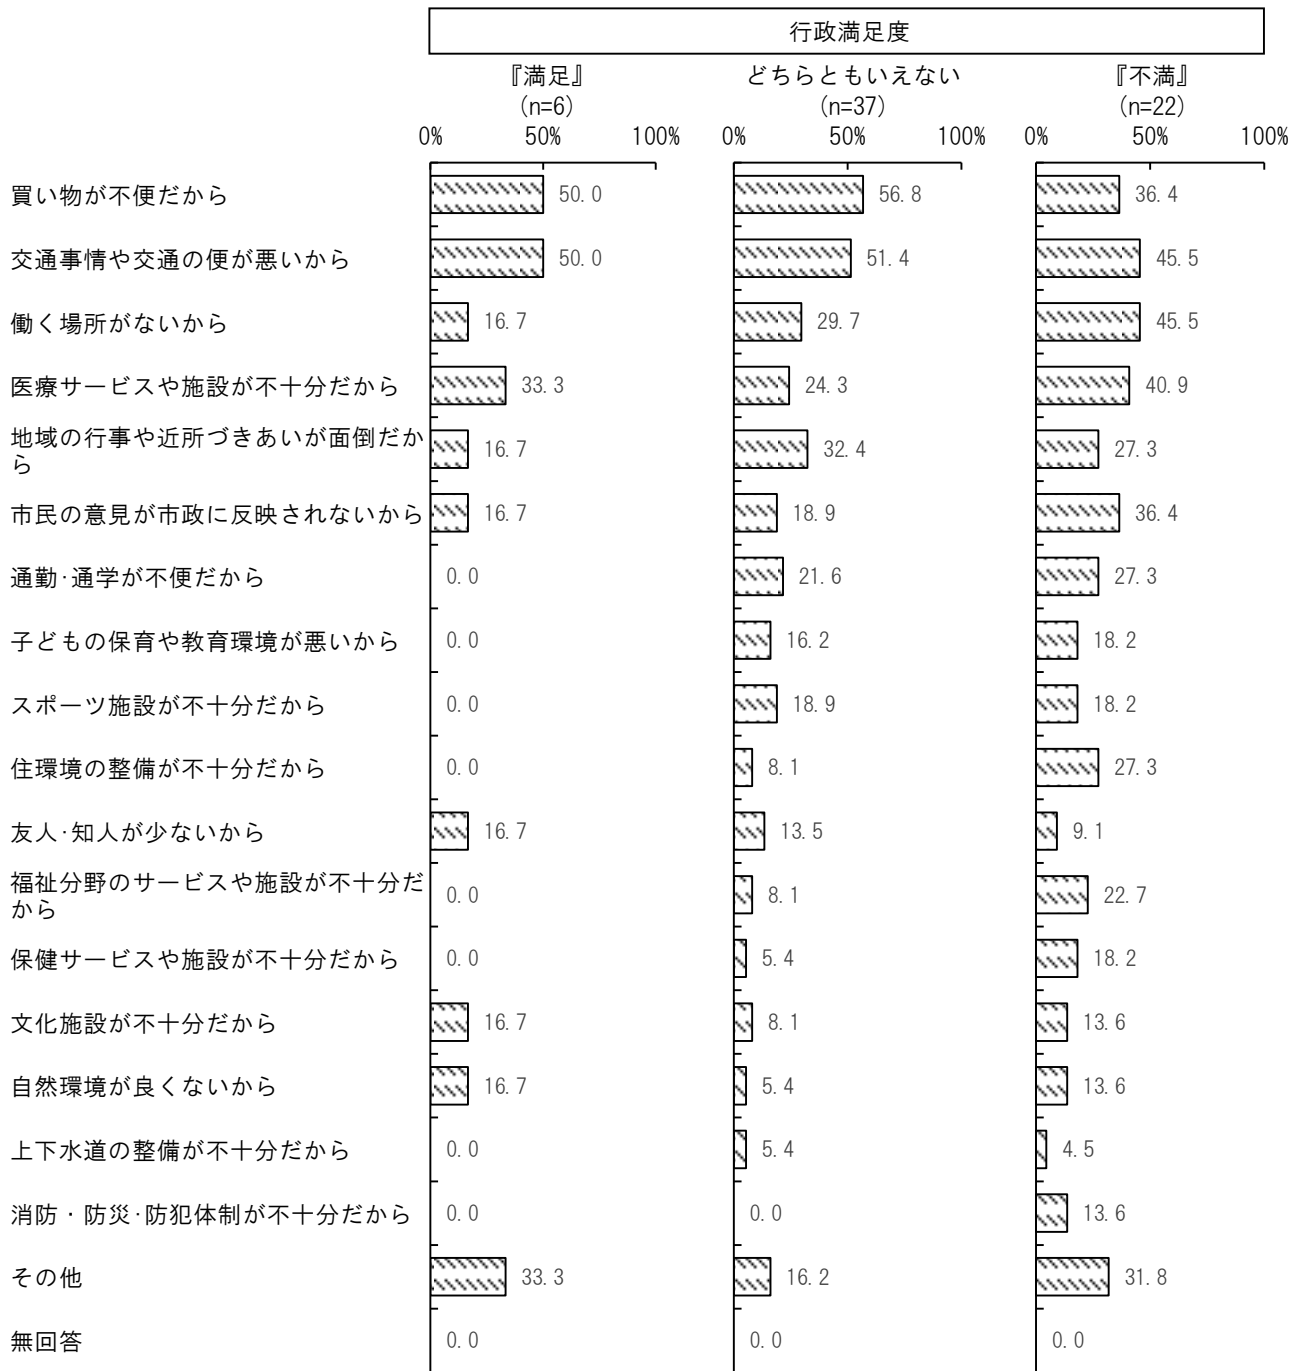 行政満足度
『満足』 どちらともいえない 『不満』
(n=6) (n=37) (n=22)
0% 50% 100% 0% 50% 100% 0% 50% 100%
買い物が不便だから 50.0 56.8 36.4
交通事情や交通の便が悪いから 50.0 51.4 45.5
働く場所がないから 16.7 29.7 45.5
医療サービスや施設が不十分だから 33.3 24.3 40.9
地域の行事や近所づきあいが面倒だか
ら 16.7 32.4 27.3
市民の意見が市政に反映されないから 16.7 18.9 36.4
通勤･通学が不便だから 0.0 21.6 27.3
子どもの保育や教育環境が悪いから 0.0 16.2 18.2
スポーツ施設が不十分だから 0.0 18.9 18.2
住環境の整備が不十分だから 0.0 8.1 27.3
友人･知人が少ないから 16.7 13.5 9.1
福祉分野のサービスや施設が不十分だ
から 0.0 8.1 22.7
保健サービスや施設が不十分だから 0.0 5.4 18.2
文化施設が不十分だから 16.7 8.1 13.6
自然環境が良くないから 16.7 5.4 13.6
上下水道の整備が不十分だから 0.0 5.4 4.5
消防・防災･防犯体制が不十分だから 0.0 0.0 13.6
その他 33.3 16.2 31.8
無回答 0.0 0.0 0.0